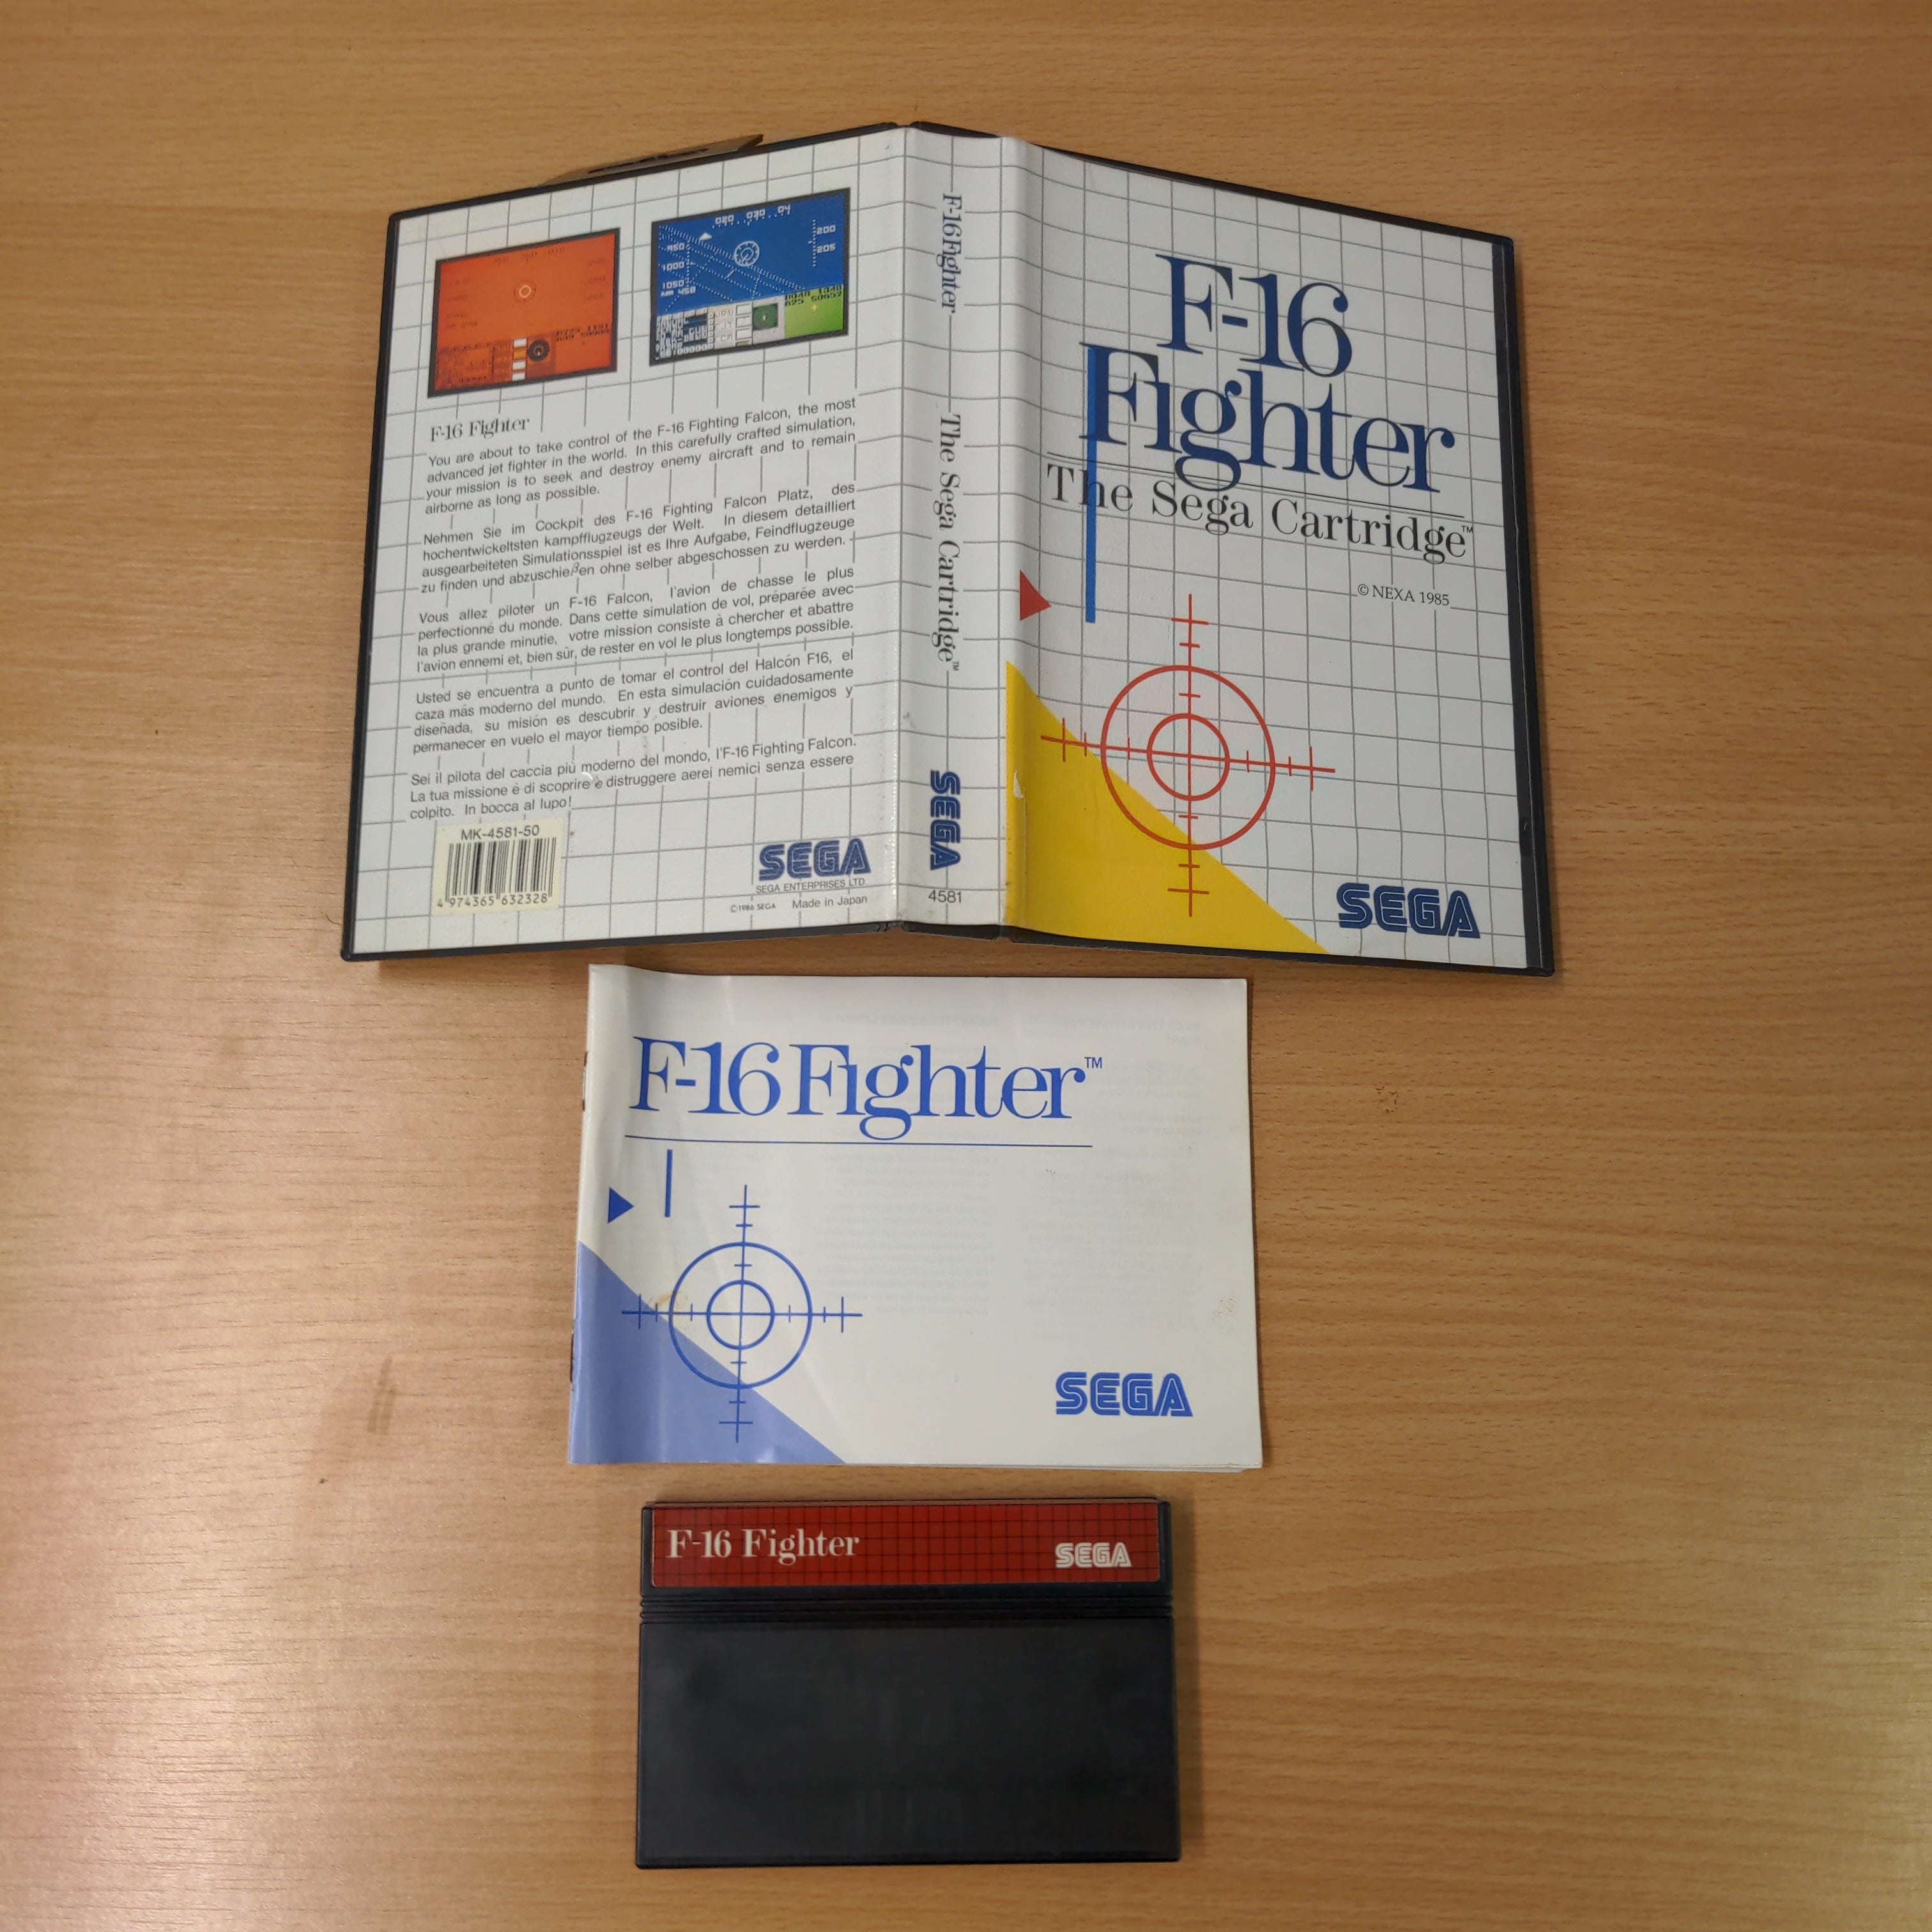 F-16 Fighter
You are about to take control of the F-16 Fighting Falcon, the most
advanced jet fighter in the world. In this carefully crafted simulation,
your mission is to seek and destroy enemy aircraft and to remain
airborne as long as possible.
Nehmen Sie im Cockpit des F-16 Fighting Falcon Platz, des
hochentwickeltsten kampfflugzeugs der Welt. In diesem detailliert
ausgearbeiteten Simulationsspiel ist es Ihre Aufgabe, Feindflugzeuge
zu finden und abzuschießen ohne selber abgeschossen zu werden.
Vous allez piloter un F-16 Falcon, l'avion de chasse le plus
perfectionné du monde. Dans cette simulation de vol, préparée avec
la plus grande minutie, votre mission consiste à chercher et abattre
l'avion ennemi et, bien sûr, de rester en vol le plus longtemps possible.
Usted se encuentra a punto de tomar el control del Halcón F16, el
caza más moderno del mundo. En esta simulación cuidadosamente
diseñada, su misión es descubrir y destruir aviones enemigos y
permanecer en vuelo el mayor tiempo posible.
Sei il pilota del caccia più moderno del mondo, l'F-16 Fighting Falcon.
La tua missione è di scoprire e distruggere aerei nemici senza essere
colpito. In bocca al lupo!
MK-4581-50
4 974365 632328
SEGA
SEGA ENTERPRISES LTD.
©1986 SEGA Made in Japan
020 030 04
450
1000
1050
200
205
F-16 Fighter
The Sega Cartridge™
SEGA
4581
F-16
Fighter
The Sega Cartridge™
© NEXA 1985
SEGA
F-16 Fighter™
SEGA
F-16 Fighter
SEGA